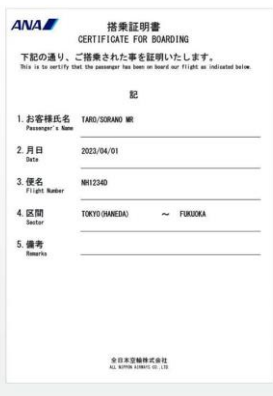 ANA
搭乗証明書
CERTIFICATE FOR BOARDING
下記の通り、ご搭乗された事を証明いたします。
This is to certify that the passenger has been on board our flight as indicated below.
記
1. お客様氏名 TARO/SORANO MR
Passenger's Name
2. 月日 2023/04/01
Date
3. 便名 NH1234D
Flight Number
4. 区間 TOKYO(HANEDA) ～ FUKUOKA
Sector
5. 備考
Remarks
全日本空輸株式会社
ALL NIPPON AIRWAYS CO.,LTD